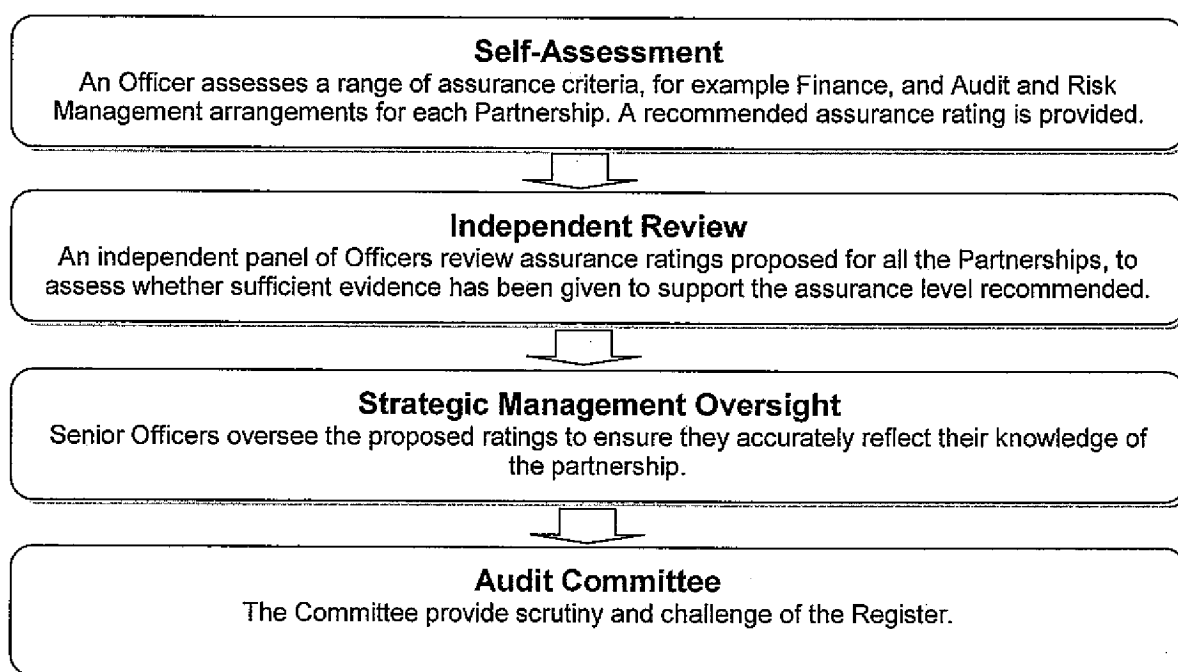 Self-Assessment
An Officer assesses a range of assurance criteria, for example Finance, and Audit and Risk
Management arrangements for each Partnership. A recommended assurance rating is provided.
Independent Review
An independent panel of Officers review assurance ratings proposed for all the Partnerships, to
assess whether sufficient evidence has been given to support the assurance level recommended.
Strategic Management Oversight
Senior Officers oversee the proposed ratings to ensure they accurately reflect their knowledge of
the partnership.
Audit Committee
The Committee provide scrutiny and challenge of the Register.